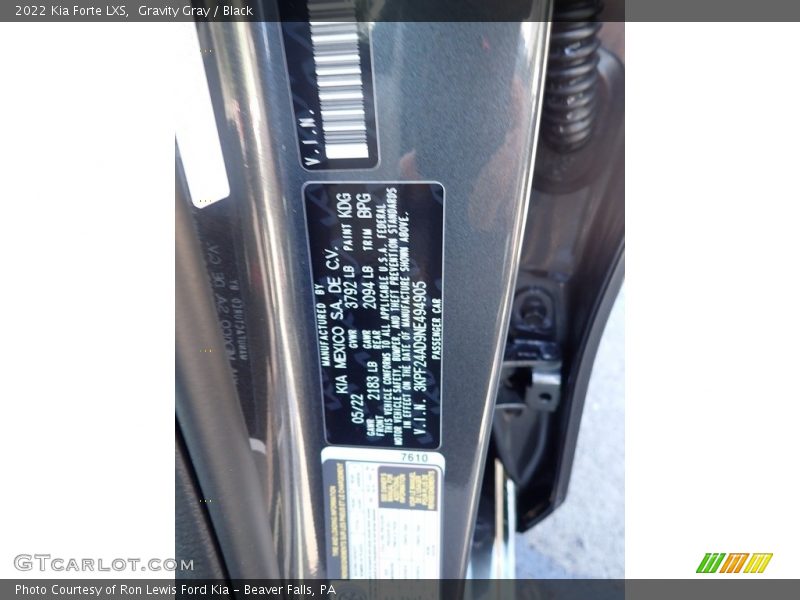 2022 Kia Forte LXS,  Gravity Gray / Black
V.I.N.
MANUFACTURED BY
KIA MEXICO S.A. DE C.V.
05/22 GVWR 3792 LB PAINT KDG
GAWR FRONT 2183 LB GAWR REAR 2094 LB TRIM BPG
THIS VEHICLE CONFORMS TO ALL APPLICABLE U.S.A. FEDERAL
MOTOR VEHICLE SAFETY, BUMPER, AND THEFT PREVENTION STANDARDS
IN EFFECT ON THE DATE OF MANUFACTURE SHOWN ABOVE.
V.I.N. 3KPF24AD9NE494905
PASSENGER CAR
7610
GTCarLot.com
Photo Courtesy of Ron Lewis Ford Kia – Beaver Falls, PA